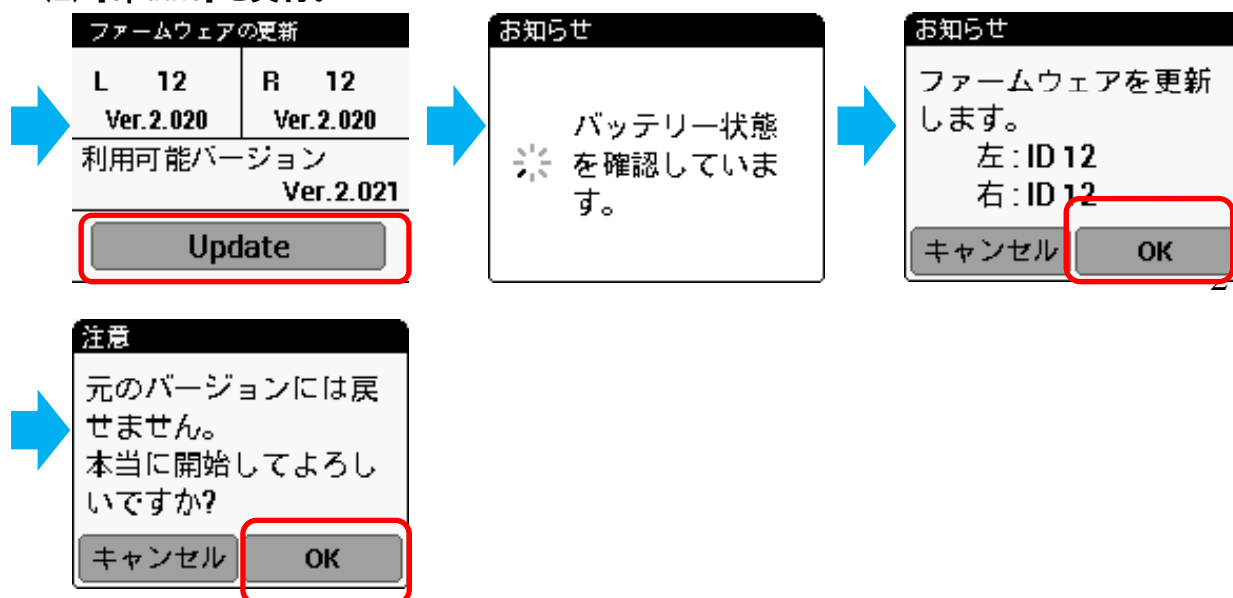 ファームウェアの更新
L 12
R 12
Ver.2.020
Ver.2.020
利用可能バージョン
Ver.2.021
Update
お知らせ
バッテリー状態
を確認していま
す。
お知らせ
ファームウェアを更新
します。
左:ID 12
右:ID 12
キャンセル
OK
注意
元のバージョンには戻
せません。
本当に開始してよろし
いですか?
キャンセル
OK